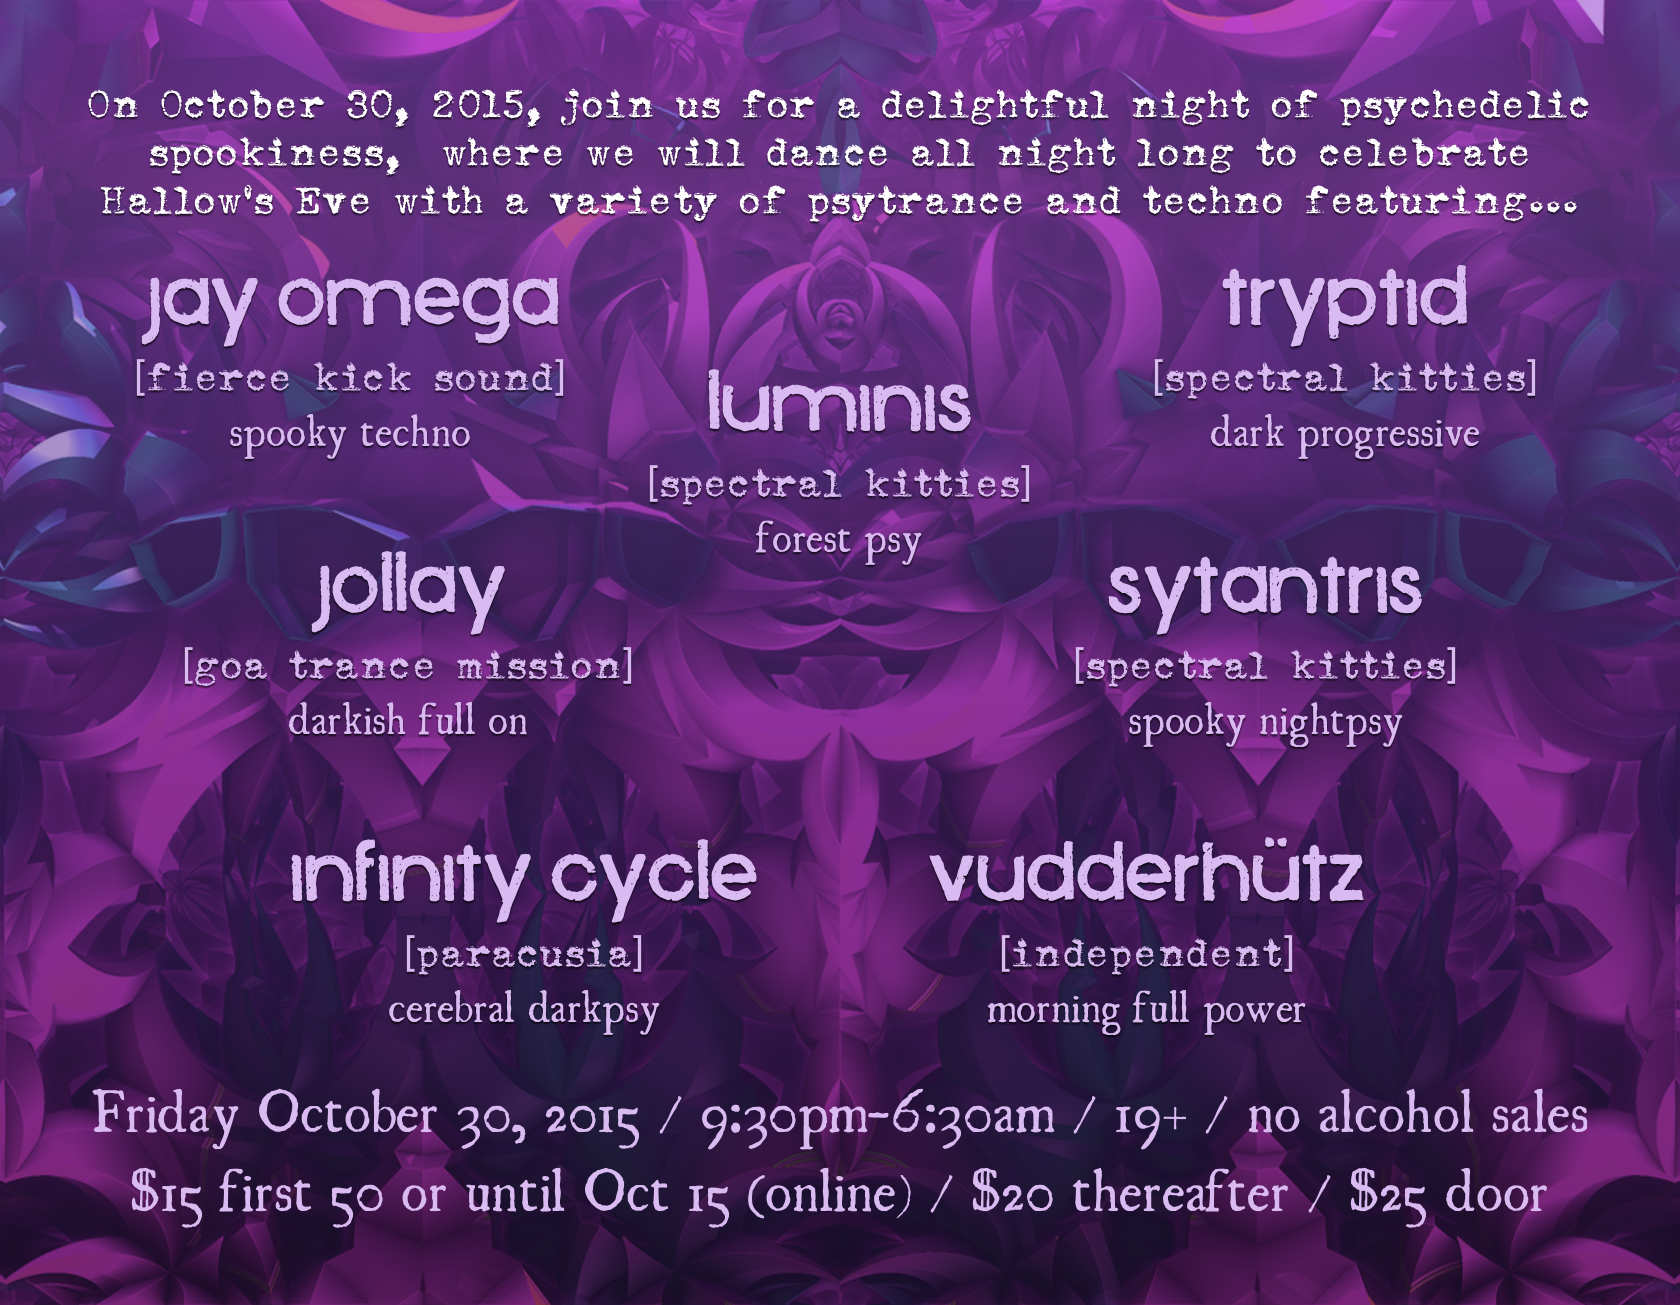 On October 30, 2015, join us for a delightful night of psychedelic
spookiness, where we will dance all night long to celebrate
Hallow's Eve with a variety of psytrance and techno featuring...
jay omega
[fierce kick sound]
spooky techno
luminis
[spectral kitties]
forest psy
tryptid
[spectral kitties]
dark progressive
jollay
[goa trance mission]
darkish full on
sytantris
[spectral kitties]
spooky nightpsy
infinity cycle
[paracusia]
cerebral darkpsy
vudderhütz
[independent]
morning full power
Friday October 30, 2015 / 9:30pm-6:30am / 19+ / no alcohol sales
$15 first 50 or until Oct 15 (online) / $20 thereafter / $25 door